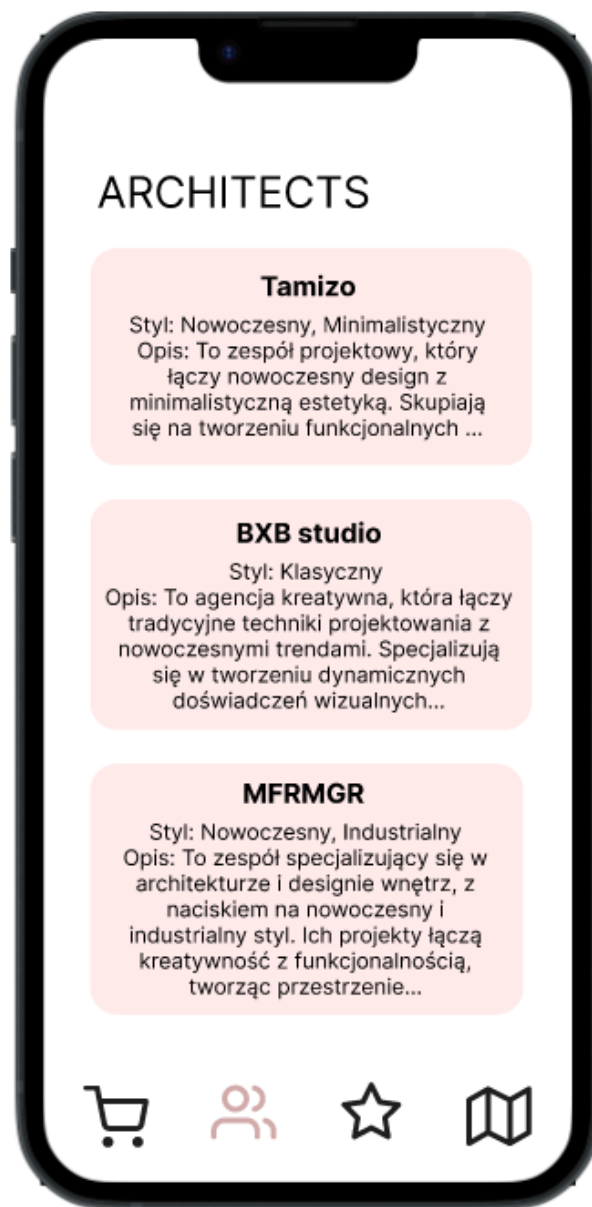 ARCHITECTS
Tamizo
Styl: Nowoczesny, Minimalistyczny
Opis: To zespół projektowy, który
łączy nowoczesny design z
minimalistyczną estetyką. Skupiają
się na tworzeniu funkcjonalnych ...
BXB studio
Styl: Klasyczny
Opis: To agencja kreatywna, która łączy
tradycyjne techniki projektowania z
nowoczesnymi trendami. Specjalizują
się w tworzeniu dynamicznych
doświadczeń wizualnych...
MFRMGR
Styl: Nowoczesny, Industrialny
Opis: To zespół specjalizujący się w
architekturze i designie wnętrz, z
naciskiem na nowoczesny i
industrialny styl. Ich projekty łączą
kreatywność z funkcjonalnością,
tworząc przestrzenie...